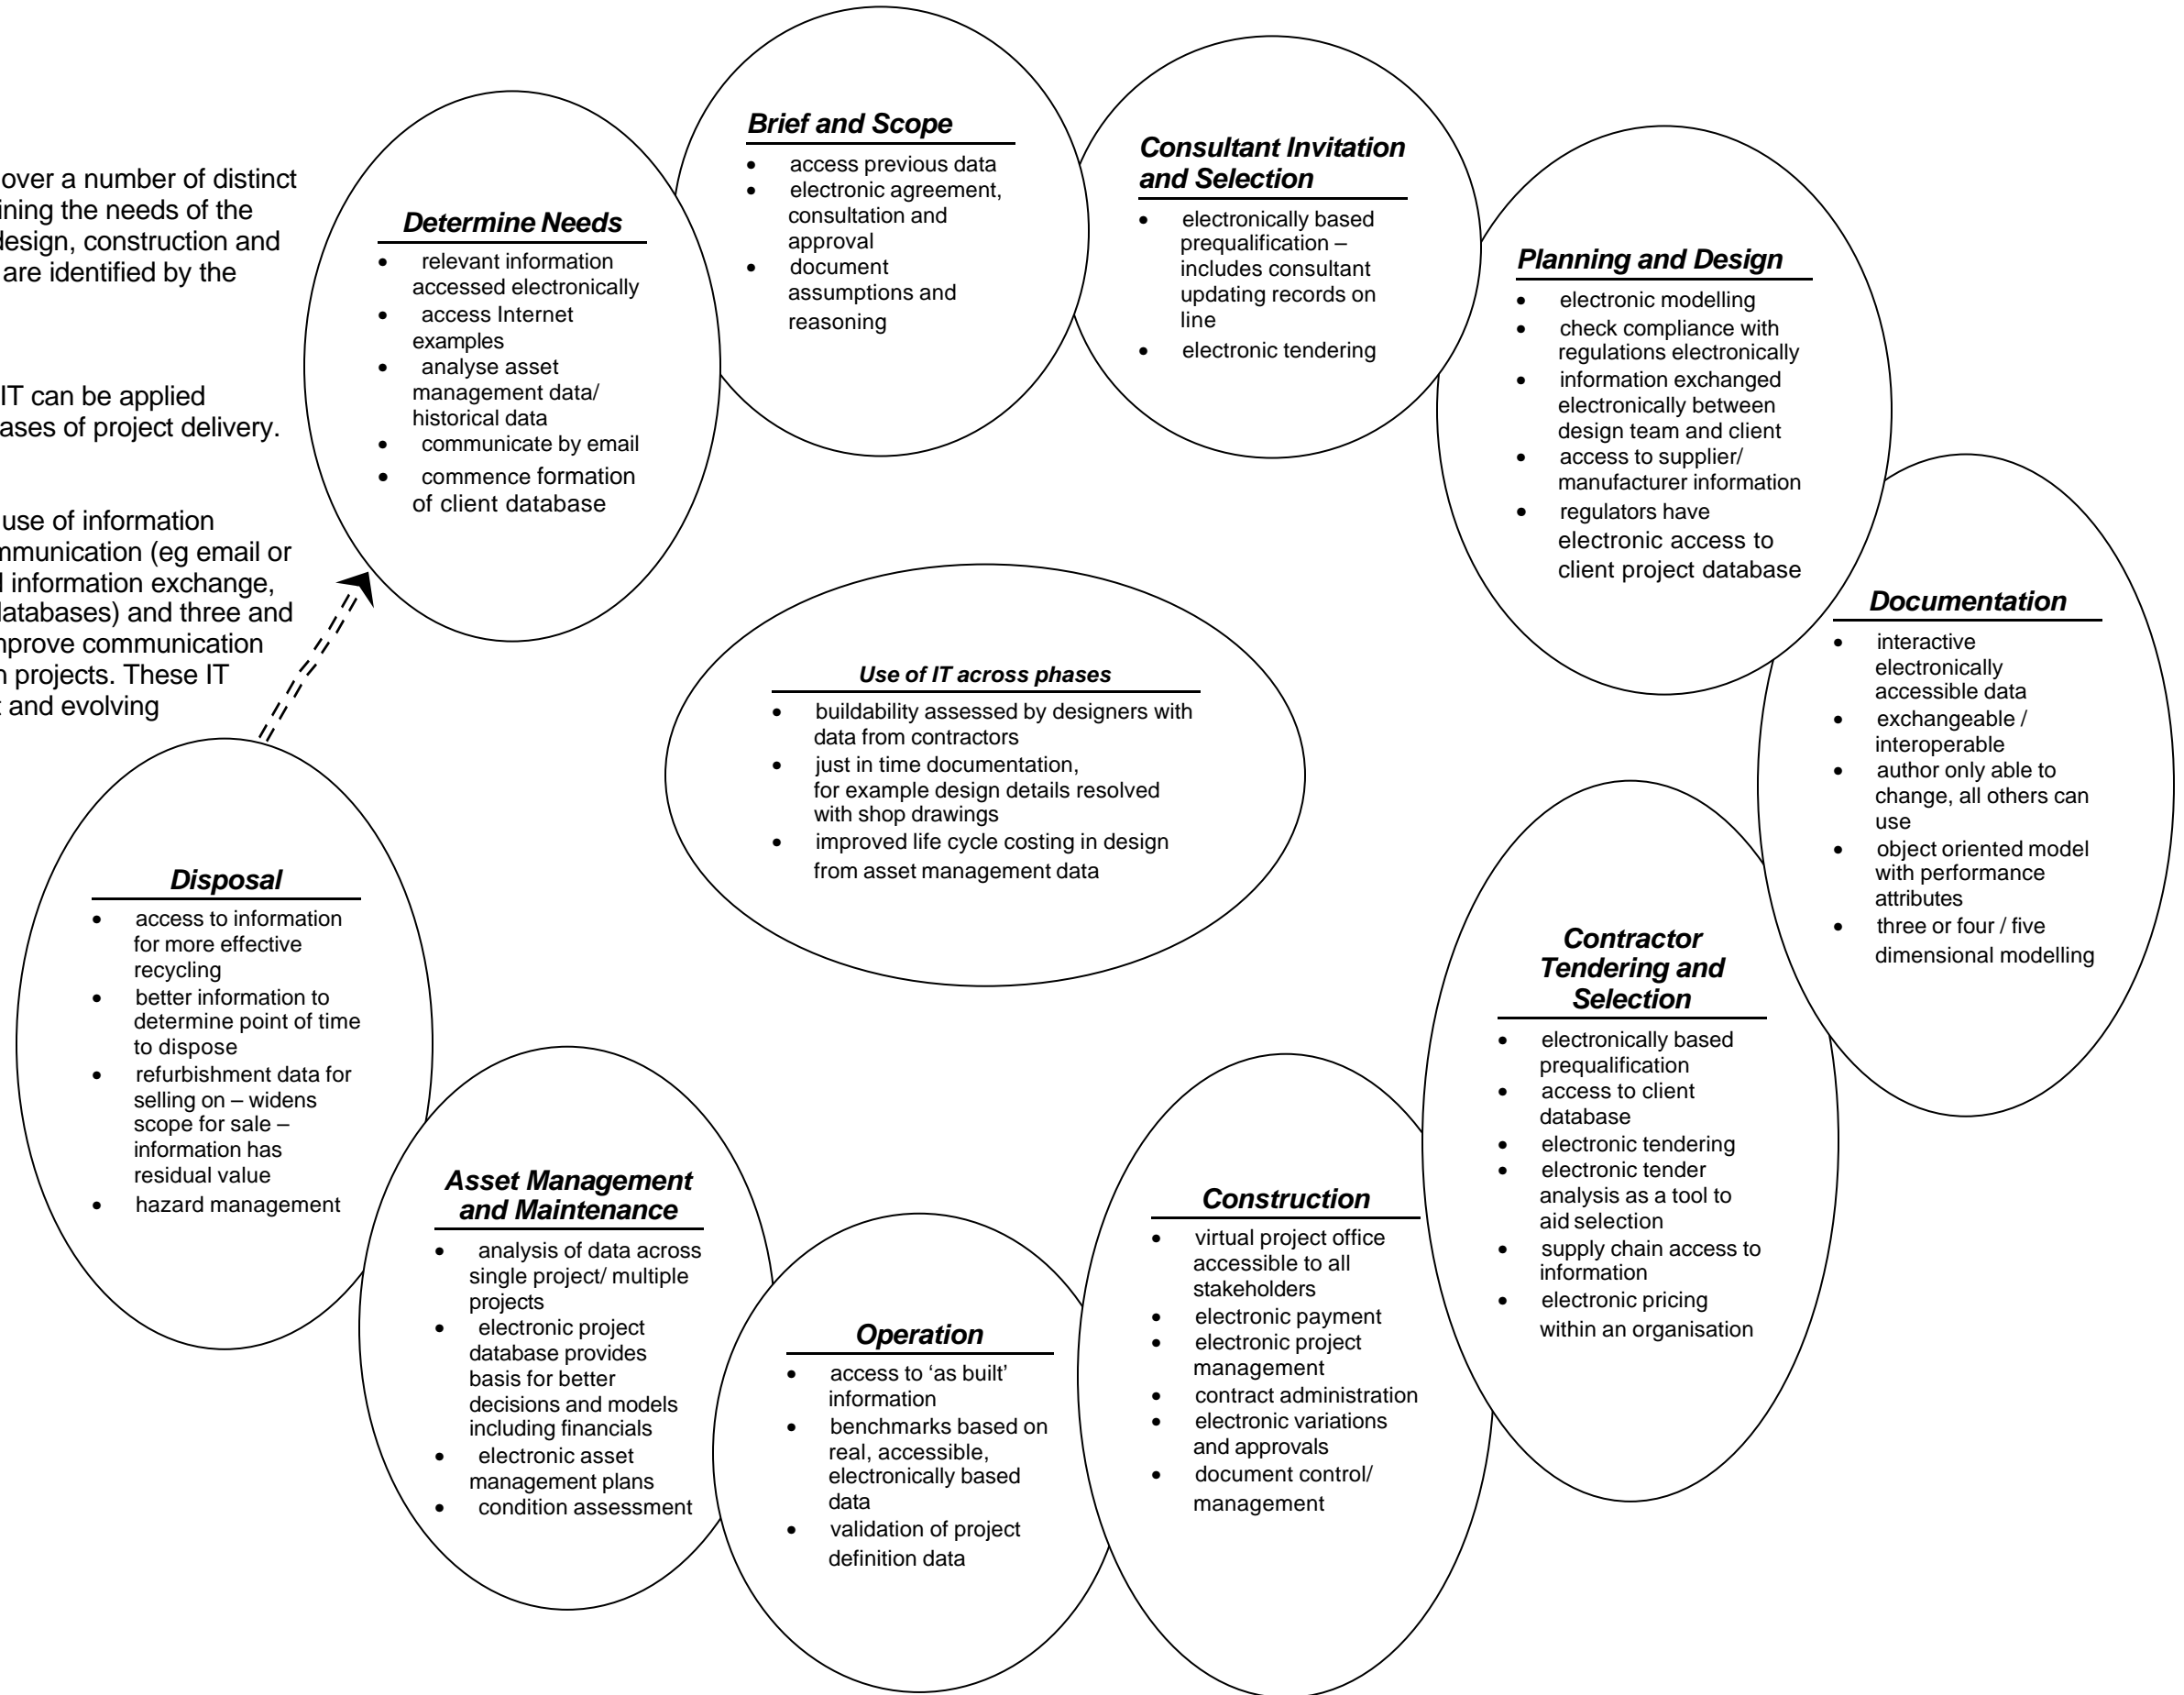 over a number of distinct
ining the needs of the
design, construction and
are identified by the
IT can be applied
ases of project delivery.
use of information
mmunication (eg email or
d information exchange,
databases) and three and
mprove communication
n projects. These IT
t and evolving
Determine Needs
• relevant information
accessed electronically
• access Internet
examples
• analyse asset
management data/
historical data
• communicate by email
• commence formation
of client database
Brief and Scope
• access previous data
• electronic agreement,
consultation and
approval
• document
assumptions and
reasoning
Consultant Invitation
and Selection
• electronically based
prequalification –
includes consultant
updating records on
line
• electronic tendering
Planning and Design
• electronic modelling
• check compliance with
regulations electronically
• information exchanged
electronically between
design team and client
• access to supplier/
manufacturer information
• regulators have
electronic access to
client project database
Documentation
• interactive
electronically
accessible data
• exchangeable /
interoperable
• author only able to
change, all others can
use
• object oriented model
with performance
attributes
• three or four / five
dimensional modelling
Use of IT across phases
• buildability assessed by designers with
data from contractors
• just in time documentation,
for example design details resolved
with shop drawings
• improved life cycle costing in design
from asset management data
Contractor
Tendering and
Selection
• electronically based
prequalification
• access to client
database
• electronic tendering
• electronic tender
analysis as a tool to
aid selection
• supply chain access to
information
• electronic pricing
within an organisation
Construction
• virtual project office
accessible to all
stakeholders
• electronic payment
• electronic project
management
• contract administration
• electronic variations
and approvals
• document control/
management
Operation
• access to ‘as built’
information
• benchmarks based on
real, accessible,
electronically based
data
• validation of project
definition data
Asset Management
and Maintenance
• analysis of data across
single project/ multiple
projects
• electronic project
database provides
basis for better
decisions and models
including financials
• electronic asset
management plans
• condition assessment
Disposal
• access to information
for more effective
recycling
• better information to
determine point of time
to dispose
• refurbishment data for
selling on – widens
scope for sale –
information has
residual value
• hazard management